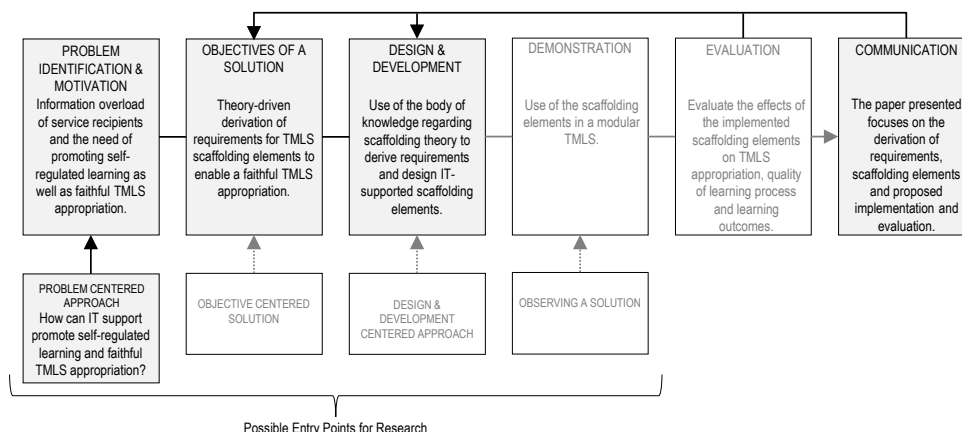 PROBLEM
IDENTIFICATION &
MOTIVATION
Information overload
of service recipients
and the need of
promoting self-
regulated learning as
well as faithful TMLS
appropriation.
OBJECTIVES OF A
SOLUTION
Theory-driven
derivation of
requirements for TMLS
scaffolding elements to
enable a faithful TMLS
appropriation.
DESIGN &
DEVELOPMENT
Use of the body of
knowledge regarding
scaffolding theory to
derive requirements
and design IT-
supported scaffolding
elements.
DEMONSTRATION
Use of the scaffolding
elements in a modular
TMLS.
EVALUATION
Evaluate the effects of
the implemented
scaffolding elements
on TMLS
appropriation, quality
of learning process
and learning
outcomes.
COMMUNICATION
The paper presented
focuses on the
derivation of
requirements,
scaffolding elements
and proposed
implementation and
evaluation.
PROBLEM CENTERED
APPROACH
How can IT support
promote self-regulated
learning and faithful
TMLS appropriation?
OBJECTIVE CENTERED
SOLUTION
DESIGN &
DEVELOPMENT
CENTERED APPROACH
OBSERVING A SOLUTION
Possible Entry Points for Research